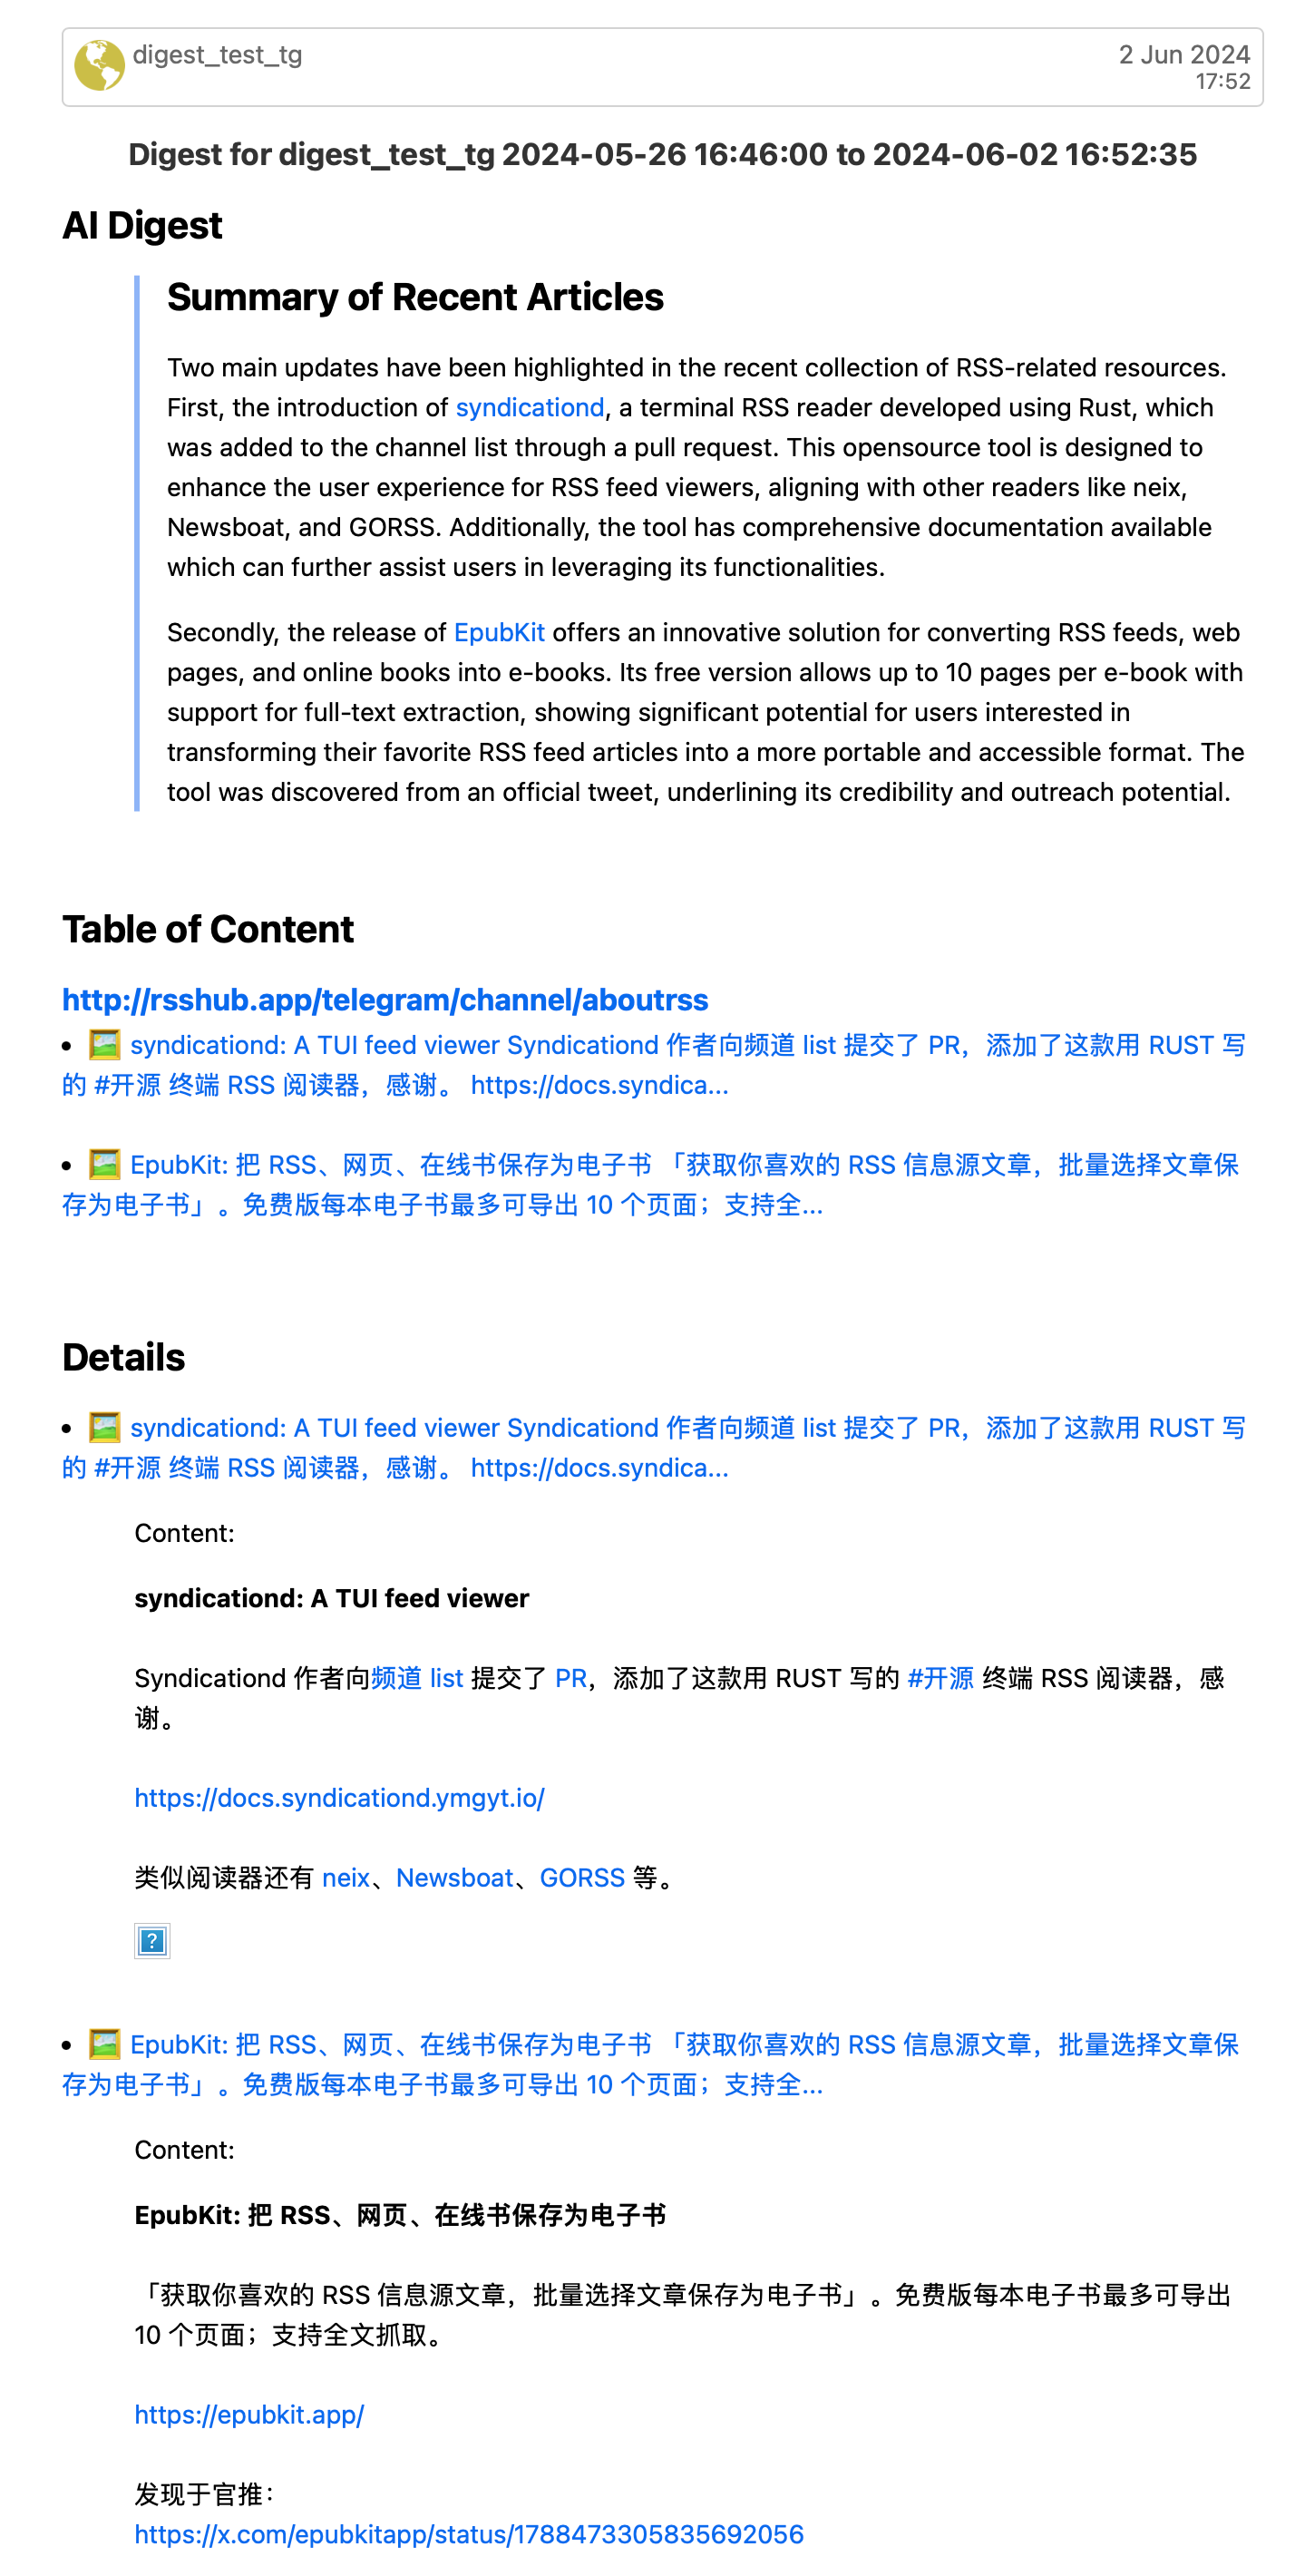 digest_test_tg
2 Jun 2024
17:52
Digest for digest_test_tg 2024-05-26 16:46:00 to 2024-06-02 16:52:35
AI Digest
Summary of Recent Articles
Two main updates have been highlighted in the recent collection of RSS-related resources.
First, the introduction of syndicationd, a terminal RSS reader developed using Rust, which
was added to the channel list through a pull request. This opensource tool is designed to
enhance the user experience for RSS feed viewers, aligning with other readers like neix,
Newsboat, and GORSS. Additionally, the tool has comprehensive documentation available
which can further assist users in leveraging its functionalities.
Secondly, the release of EpubKit offers an innovative solution for converting RSS feeds, web
pages, and online books into e-books. Its free version allows up to 10 pages per e-book with
support for full-text extraction, showing significant potential for users interested in
transforming their favorite RSS feed articles into a more portable and accessible format. The
tool was discovered from an official tweet, underlining its credibility and outreach potential.
Table of Content
http://rsshub.app/telegram/channel/aboutrss
• 🖼️ syndicationd: A TUI feed viewer Syndicationd 作者向频道 list 提交了 PR，添加了这款用 RUST 写
的 #开源 终端 RSS 阅读器，感谢。 https://docs.syndica...
• 🖼️ EpubKit: 把 RSS、网页、在线书保存为电子书 「获取你喜欢的 RSS 信息源文章，批量选择文章保
存为电子书」。免费版每本电子书最多可导出 10 个页面；支持全...
Details
• 🖼️ syndicationd: A TUI feed viewer Syndicationd 作者向频道 list 提交了 PR，添加了这款用 RUST 写
的 #开源 终端 RSS 阅读器，感谢。 https://docs.syndica...
Content:
syndicationd: A TUI feed viewer
Syndicationd 作者向频道 list 提交了 PR，添加了这款用 RUST 写的 #开源 终端 RSS 阅读器，感
谢。
https://docs.syndicationd.ymgyt.io/
类似阅读器还有 neix、Newsboat、GORSS 等。
• 🖼️ EpubKit: 把 RSS、网页、在线书保存为电子书 「获取你喜欢的 RSS 信息源文章，批量选择文章保
存为电子书」。免费版每本电子书最多可导出 10 个页面；支持全...
Content:
EpubKit: 把 RSS、网页、在线书保存为电子书
「获取你喜欢的 RSS 信息源文章，批量选择文章保存为电子书」。免费版每本电子书最多可导出
10 个页面；支持全文抓取。
https://epubkit.app/
发现于官推：
https://x.com/epubkitapp/status/1788473305835692056